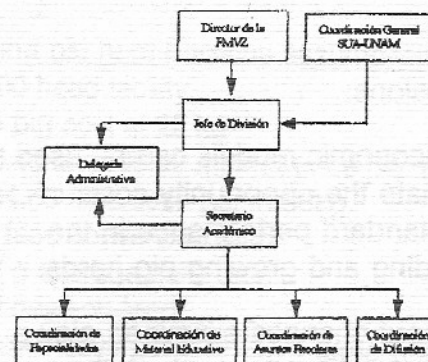 Director de la
FMVZ
Coordinación General
SUA-UNAM
Jefe de División
Delegada
Administrativa
Secretario
Académico
Coordinación de
Especialidades
Coordinación de
Material Educativo
Coordinación de
Asuntos Escolares
Coordinación
de Difusión